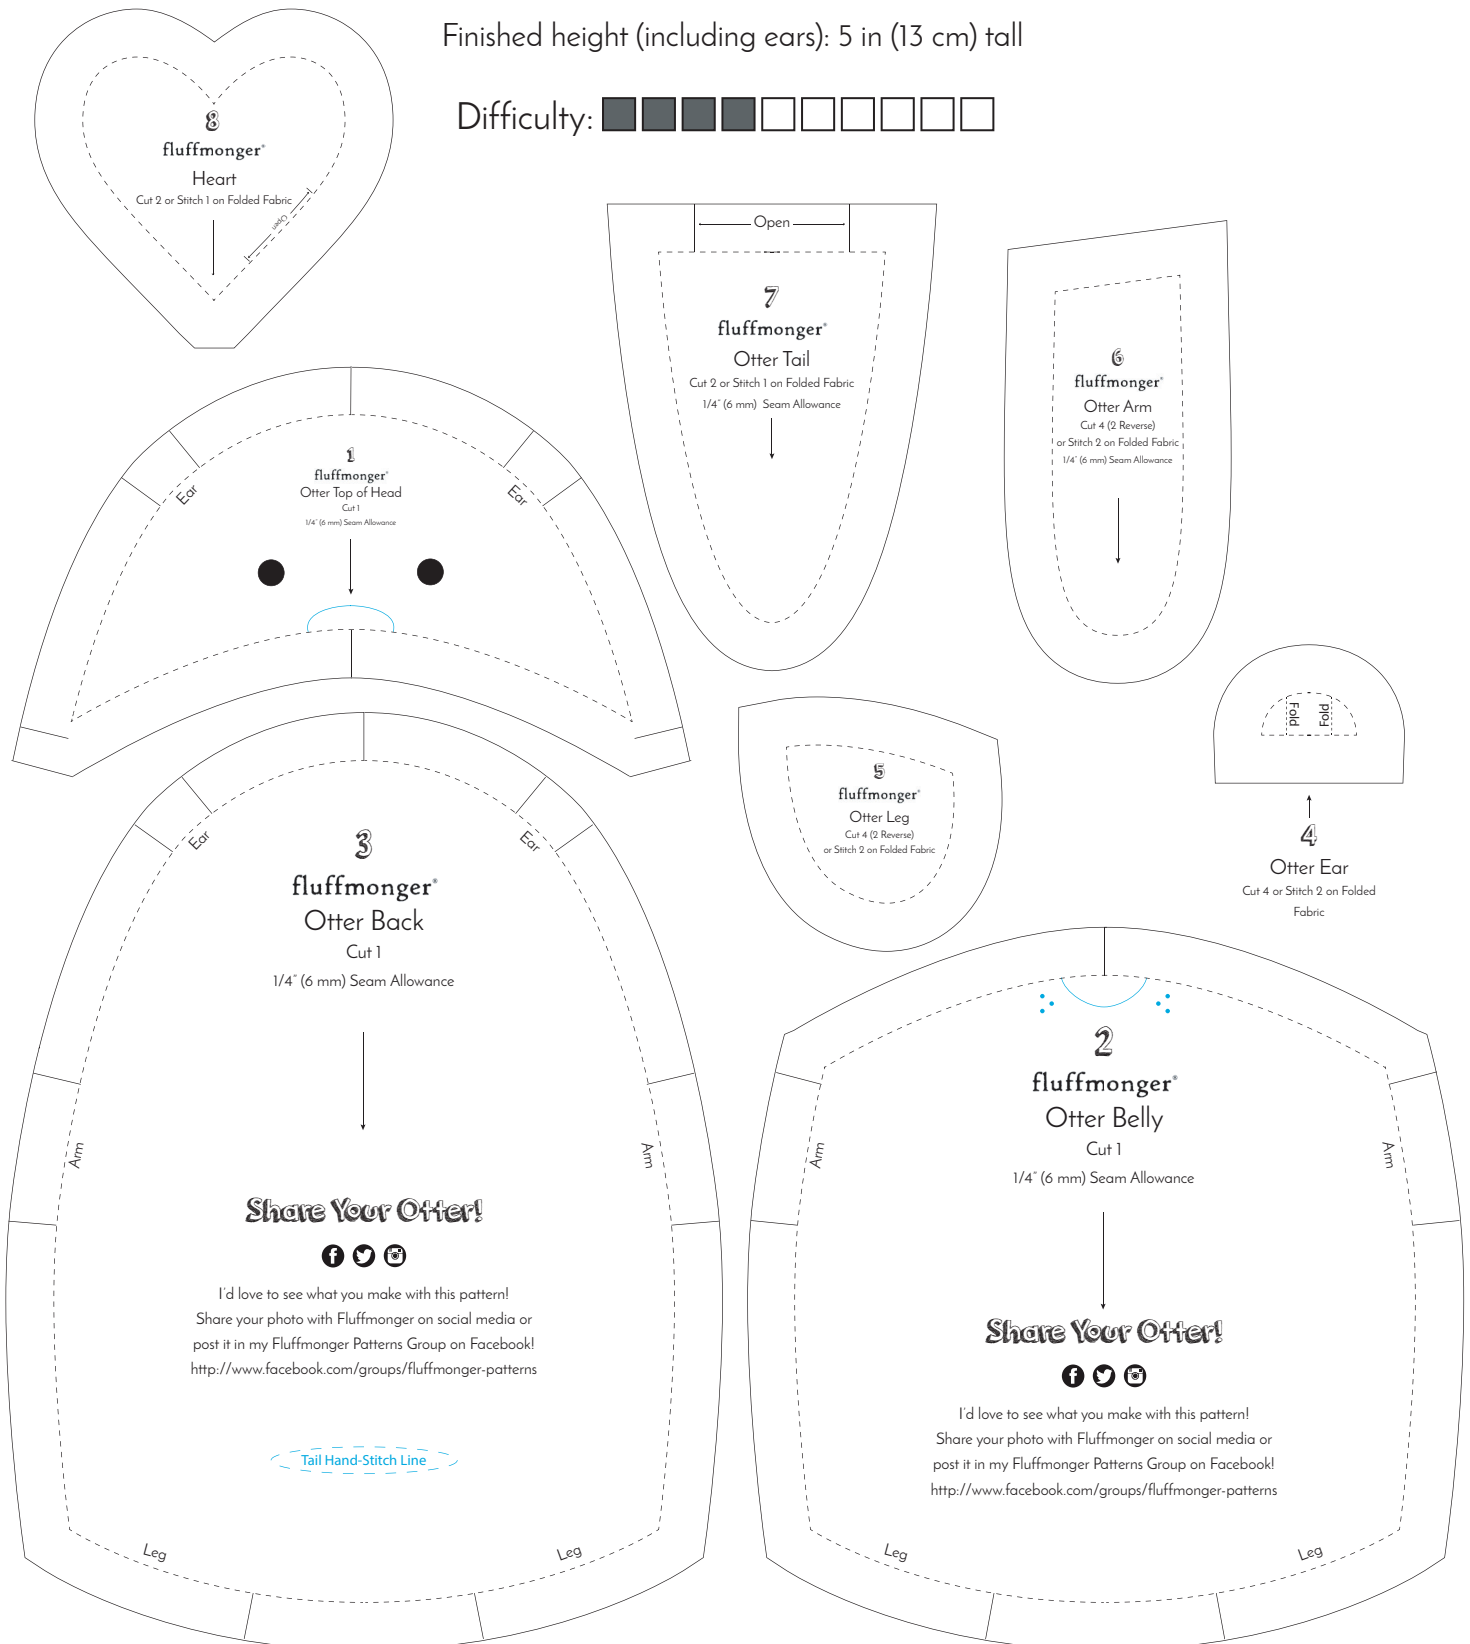 Finished height (including ears): 5 in (13 cm) tall
Difficulty:
8
fluffmonger®
Heart
Cut 2 or Stitch 1 on Folded Fabric
Open
Open
7
fluffmonger®
Otter Tail
Cut 2 or Stitch 1 on Folded Fabric
1/4" (6 mm) Seam Allowance
6
fluffmonger®
Otter Arm
Cut 4 (2 Reverse)
or Stitch 2 on Folded Fabric
1/4" (6 mm) Seam Allowance
1
fluffmonger®
Otter Top of Head
Cut 1
1/4" (6 mm) Seam Allowance
Ear
Ear
Fold
Fold
4
Otter Ear
Cut 4 or Stitch 2 on Folded
Fabric
5
fluffmonger®
Otter Leg
Cut 4 (2 Reverse)
or Stitch 2 on Folded Fabric
Ear
Ear
3
fluffmonger®
Otter Back
Cut 1
1/4" (6 mm) Seam Allowance
Arm
Arm
Share Your Otter!
I'd love to see what you make with this pattern!
Share your photo with Fluffmonger on social media or
post it in my Fluffmonger Patterns Group on Facebook!
http://www.facebook.com/groups/fluffmonger-patterns
Tail Hand-Stitch Line
Leg
Leg
2
fluffmonger®
Otter Belly
Cut 1
1/4" (6 mm) Seam Allowance
Arm
Arm
Share Your Otter!
I'd love to see what you make with this pattern!
Share your photo with Fluffmonger on social media or
post it in my Fluffmonger Patterns Group on Facebook!
http://www.facebook.com/groups/fluffmonger-patterns
Leg
Leg